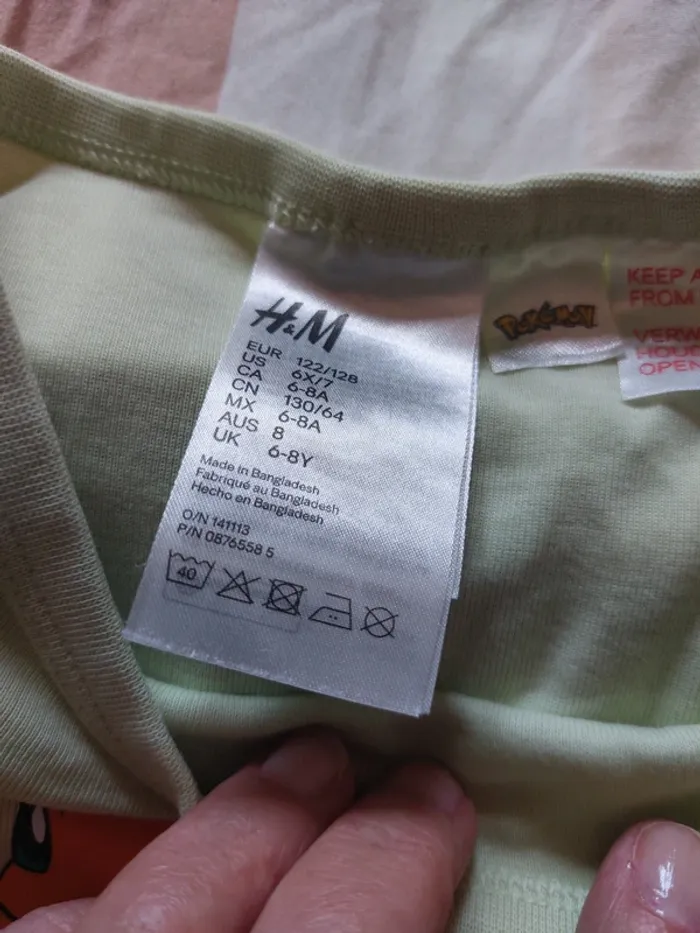 H&M
EUR 122/128
US 6X/7
CA 6-8A
CN 130/64
MX 6-8A
AUS 8
UK 6-8Y
Made in Bangladesh
Fabriqué au Bangladesh
Hecho en Bangladesh
O/N 141113
P/N 0876558 5
40
POKéMON
KEEP A
FROM
VERW
HOUD
OPEN